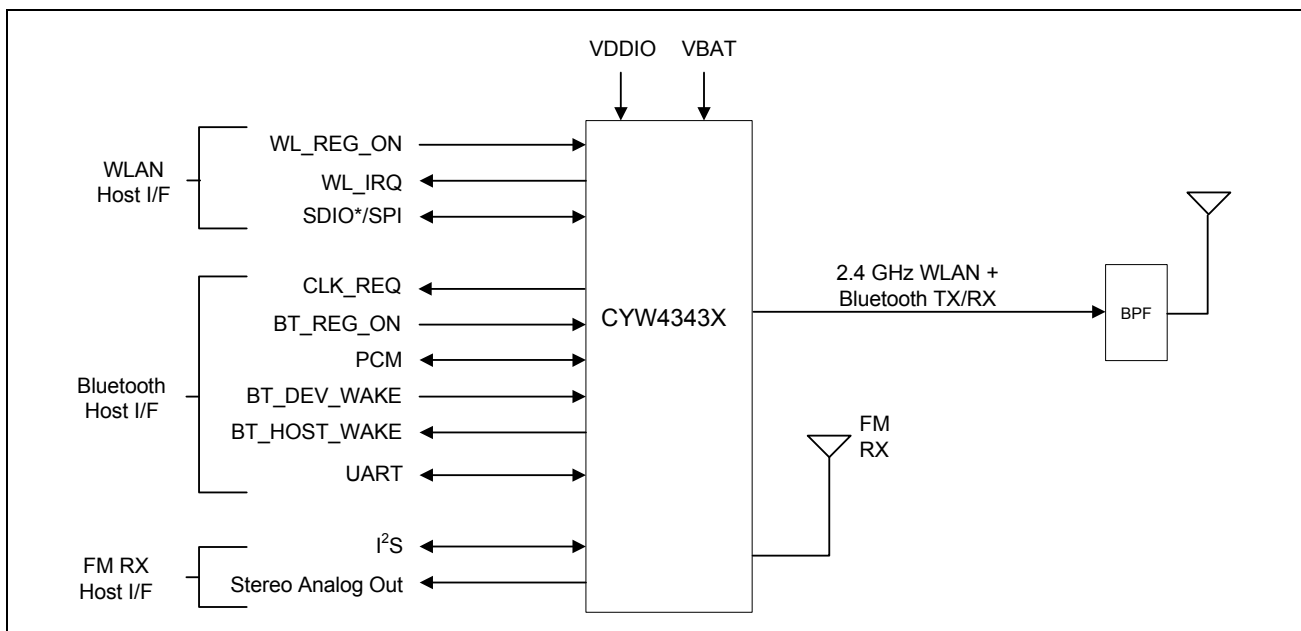 VDDIO
VBAT
WLAN
Host I/F
WL_REG_ON
WL_IRQ
SDIO*/SPI
Bluetooth
Host I/F
CLK_REQ
BT_REG_ON
PCM
BT_DEV_WAKE
BT_HOST_WAKE
UART
FM RX
Host I/F
I²S
Stereo Analog Out
CYW4343X
2.4 GHz WLAN +
Bluetooth TX/RX
BPF
FM
RX